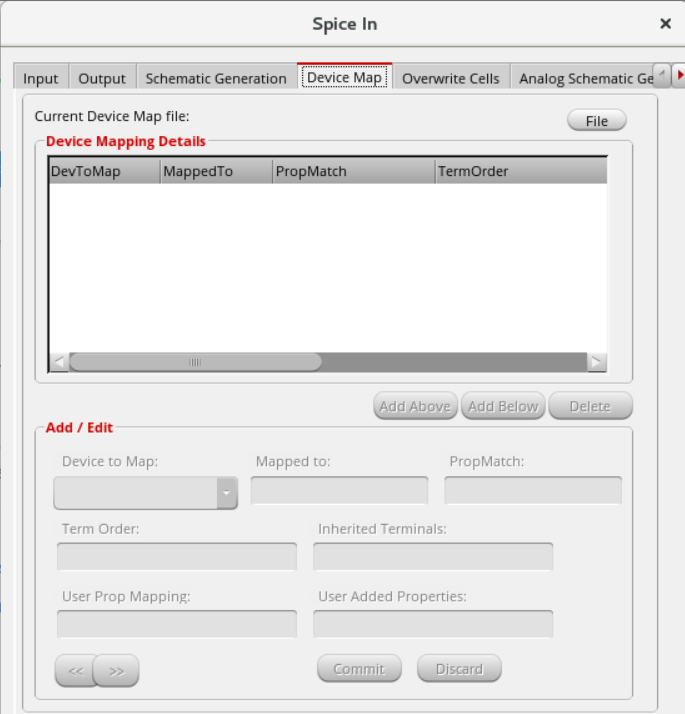 Spice In
Input Output Schematic Generation Device Map Overwrite Cells Analog Schematic Ge
Current Device Map file: File
Device Mapping Details
DevToMap MappedTo PropMatch TermOrder
Add Above Add Below Delete
Add / Edit
Device to Map: Mapped to: PropMatch:
Term Order: Inherited Terminals:
User Prop Mapping: User Added Properties:
<< >> Commit Discard